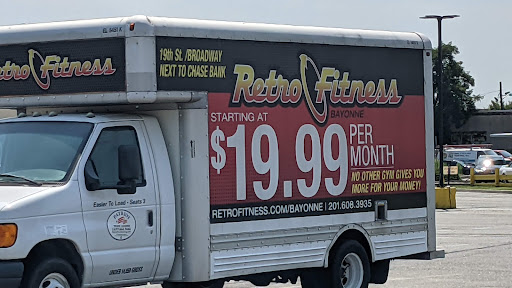 19th St. /BROADWAY
NEXT TO CHASE BANK
Retro Fitness
Retro Fitness
BAYONNE
STARTING AT
$19.99 PER
MONTH
NO OTHER GYM GIVES YOU
MORE FOR YOUR MONEY!
RETROFITNESS.COM/BAYONNE | 201.608.3935
Easier To Load - Seats 3